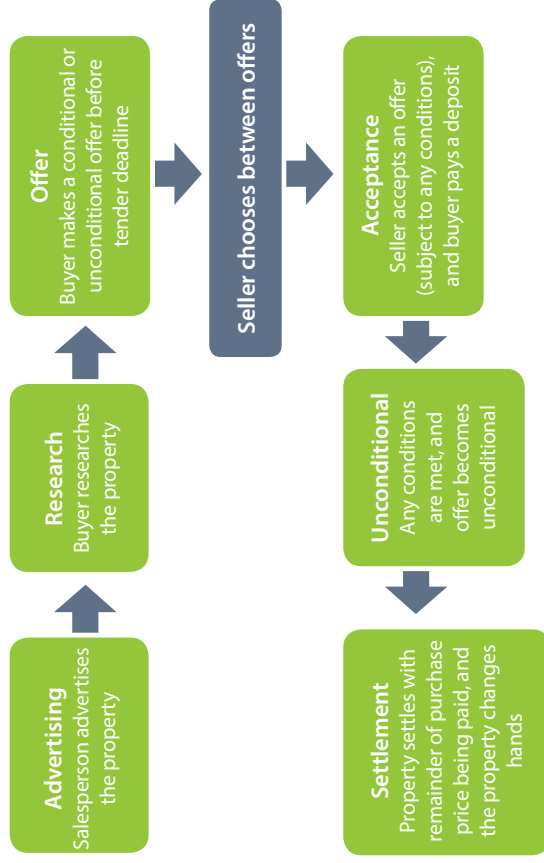 Advertising
Salesperson advertises
the property
Research
Buyer researches
the property
Offer
Buyer makes a conditional or
unconditional offer before
tender deadline
Seller chooses between offers
Acceptance
Seller accepts an offer
(subject to any conditions),
and buyer pays a deposit
Unconditional
Any conditions
are met, and
offer becomes
unconditional
Settlement
Property settles with
remainder of purchase
price being paid, and
the property changes
hands